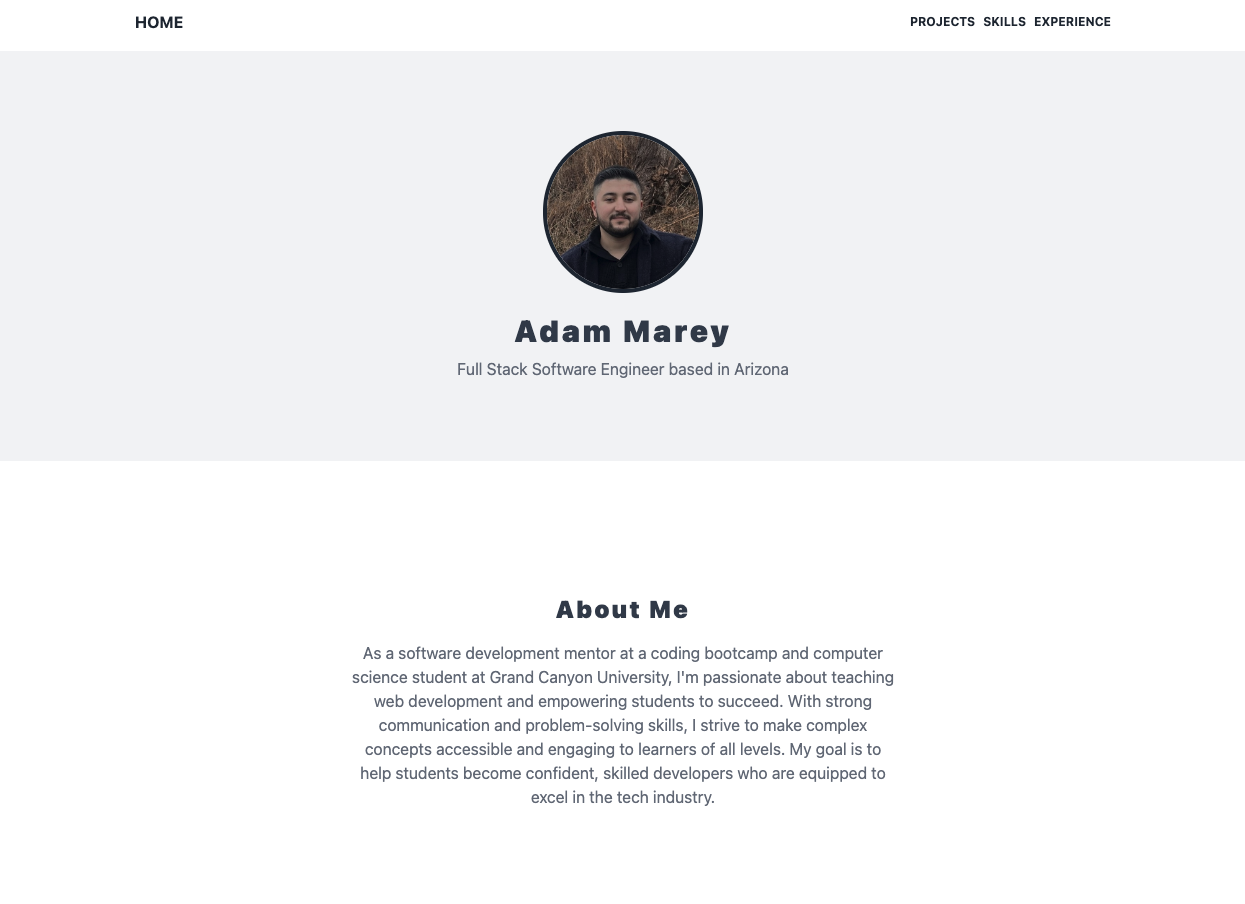 HOME
PROJECTS SKILLS EXPERIENCE
Adam Marey
Full Stack Software Engineer based in Arizona
About Me
As a software development mentor at a coding bootcamp and computer
science student at Grand Canyon University, I'm passionate about teaching
web development and empowering students to succeed. With strong
communication and problem-solving skills, I strive to make complex
concepts accessible and engaging to learners of all levels. My goal is to
help students become confident, skilled developers who are equipped to
excel in the tech industry.